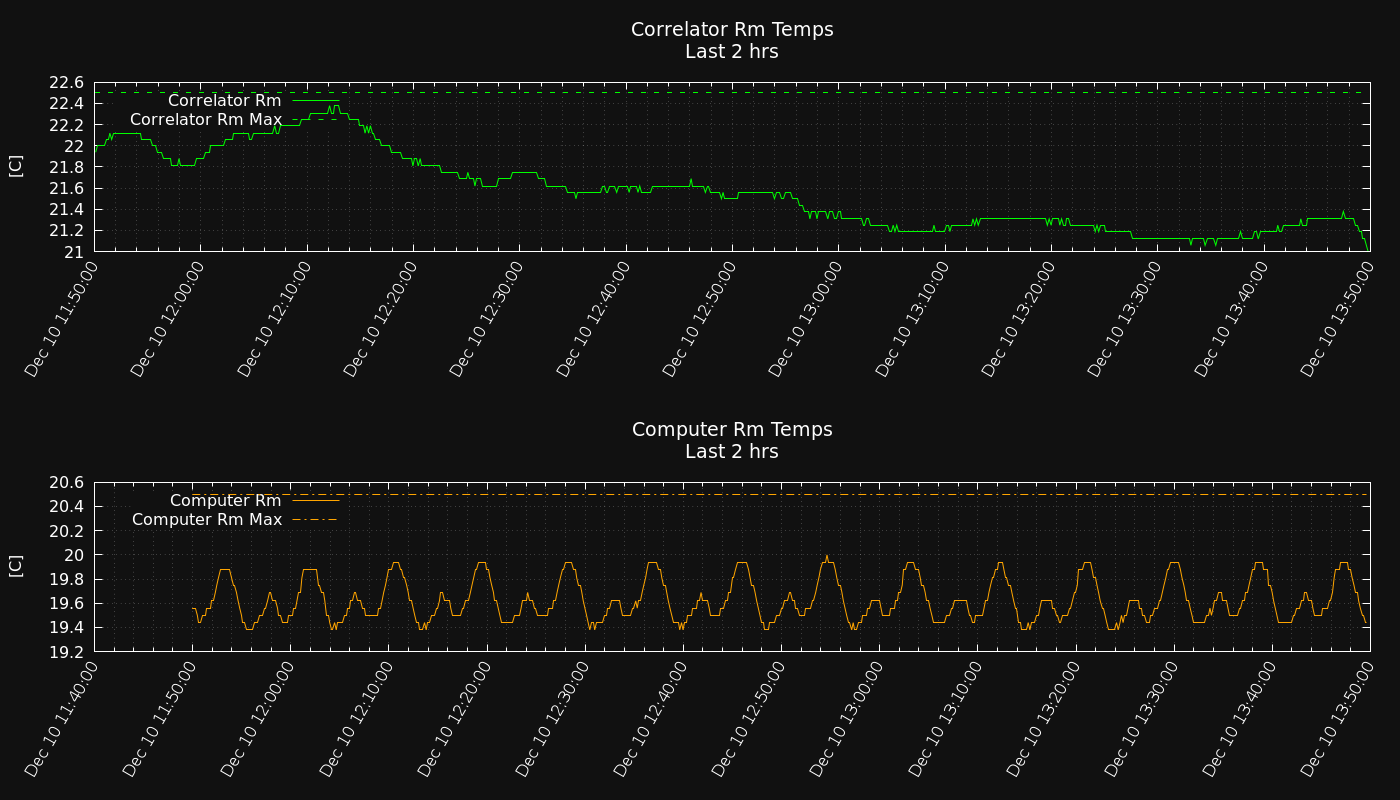 Correlator Rm Temps
Last 2 hrs
22.6
22.4
22.2
22
21.8
21.6
21.4
21.2
21
[C]
Correlator Rm
Correlator Rm Max
Dec 10 11:50:00
Dec 10 12:00:00
Dec 10 12:10:00
Dec 10 12:20:00
Dec 10 12:30:00
Dec 10 12:40:00
Dec 10 12:50:00
Dec 10 13:00:00
Dec 10 13:10:00
Dec 10 13:20:00
Dec 10 13:30:00
Dec 10 13:40:00
Dec 10 13:50:00
Computer Rm Temps
Last 2 hrs
20.6
20.4
20.2
20
19.8
19.6
19.4
19.2
[C]
Computer Rm
Computer Rm Max
Dec 10 11:40:00
Dec 10 11:50:00
Dec 10 12:00:00
Dec 10 12:10:00
Dec 10 12:20:00
Dec 10 12:30:00
Dec 10 12:40:00
Dec 10 12:50:00
Dec 10 13:00:00
Dec 10 13:10:00
Dec 10 13:20:00
Dec 10 13:30:00
Dec 10 13:40:00
Dec 10 13:50:00